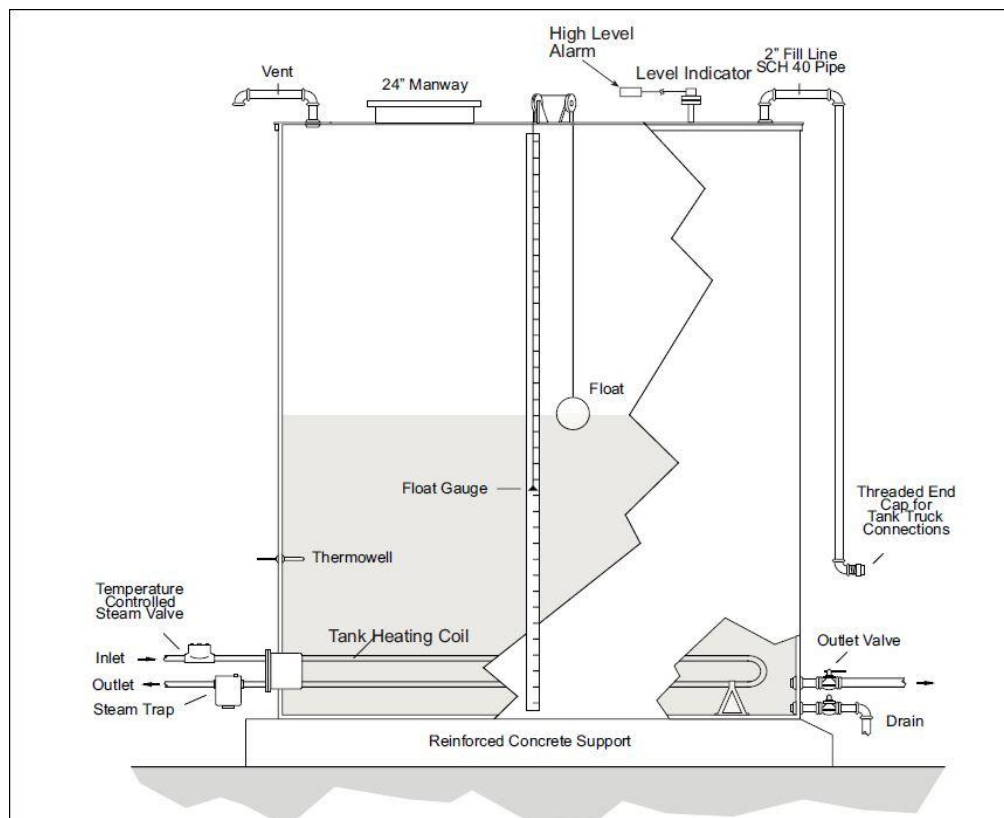 High Level
Alarm
2" Fill Line
SCH 40 Pipe
Vent
24" Manway
Level Indicator
Float
Float Gauge
Threaded End
Cap for
Tank Truck
Connections
Thermowell
Temperature
Controlled
Steam Valve
Tank Heating Coil
Outlet Valve
Inlet
Outlet
Steam Trap
Drain
Reinforced Concrete Support